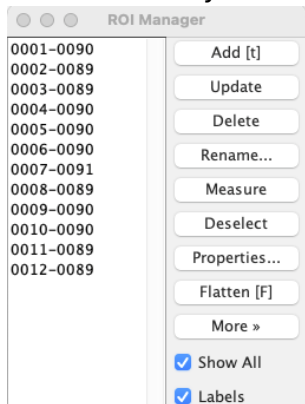 ROI Manager
0001-0090
0002-0089
0003-0089
0004-0090
0005-0090
0006-0090
0007-0091
0008-0089
0009-0090
0010-0090
0011-0089
0012-0089
Add [t]
Update
Delete
Rename...
Measure
Deselect
Properties...
Flatten [F]
More »
Show All
Labels